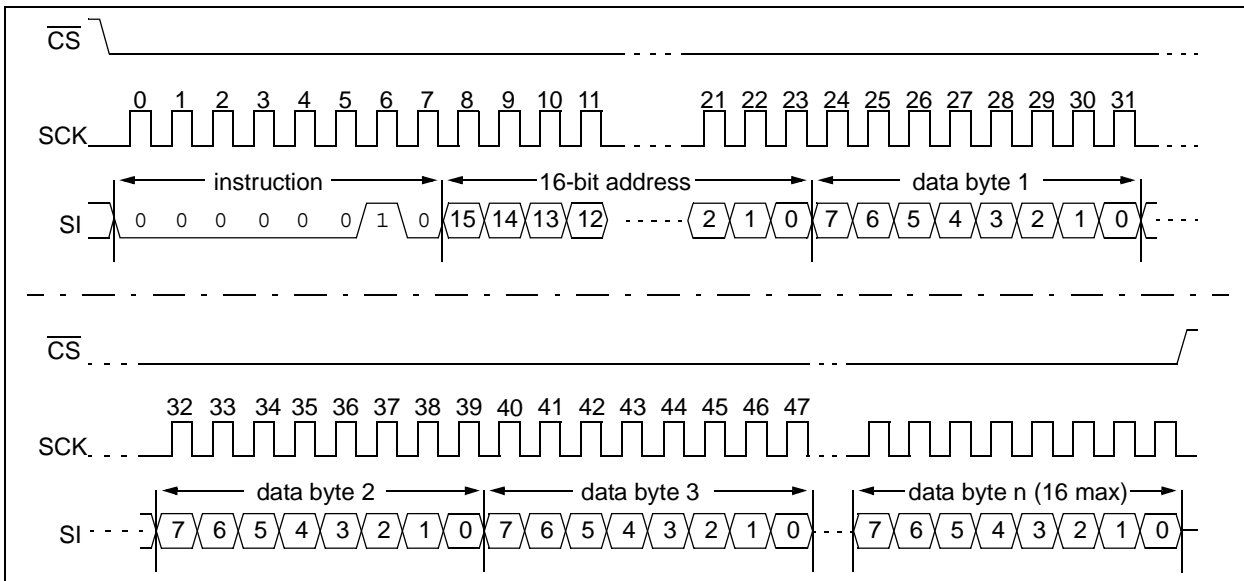 CS
0 1 2 3 4 5 6 7 8 9 10 11 21 22 23 24 25 26 27 28 29 30 31
SCK
instruction 16-bit address data byte 1
SI 0 0 0 0 0 0 1 0 15 14 13 12 2 1 0 7 6 5 4 3 2 1 0
CS
32 33 34 35 36 37 38 39 40 41 42 43 44 45 46 47
SCK
data byte 2 data byte 3 data byte n (16 max)
SI 7 6 5 4 3 2 1 0 7 6 5 4 3 2 1 0 7 6 5 4 3 2 1 0